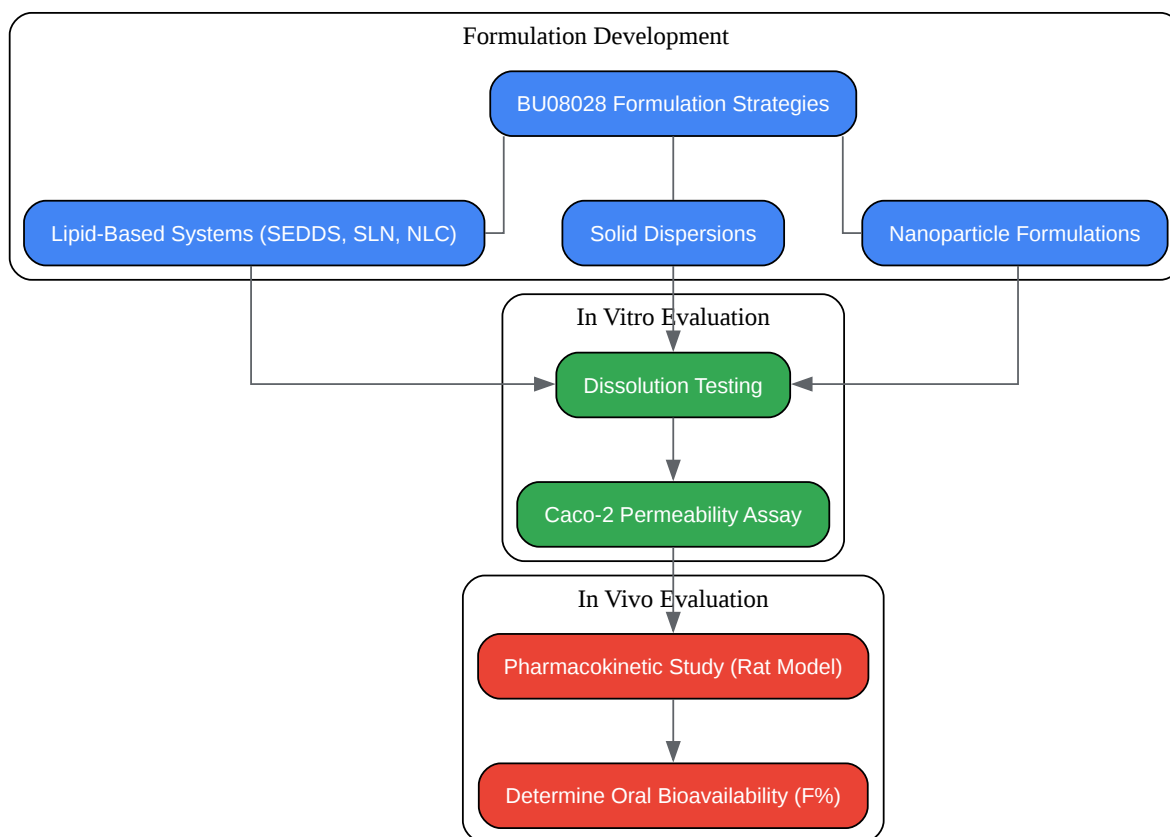 Formulation Development
BU08028 Formulation Strategies
Lipid-Based Systems (SEDDS, SLN, NLC)
Solid Dispersions
Nanoparticle Formulations
In Vitro Evaluation
Dissolution Testing
Caco-2 Permeability Assay
In Vivo Evaluation
Pharmacokinetic Study (Rat Model)
Determine Oral Bioavailability (F%)